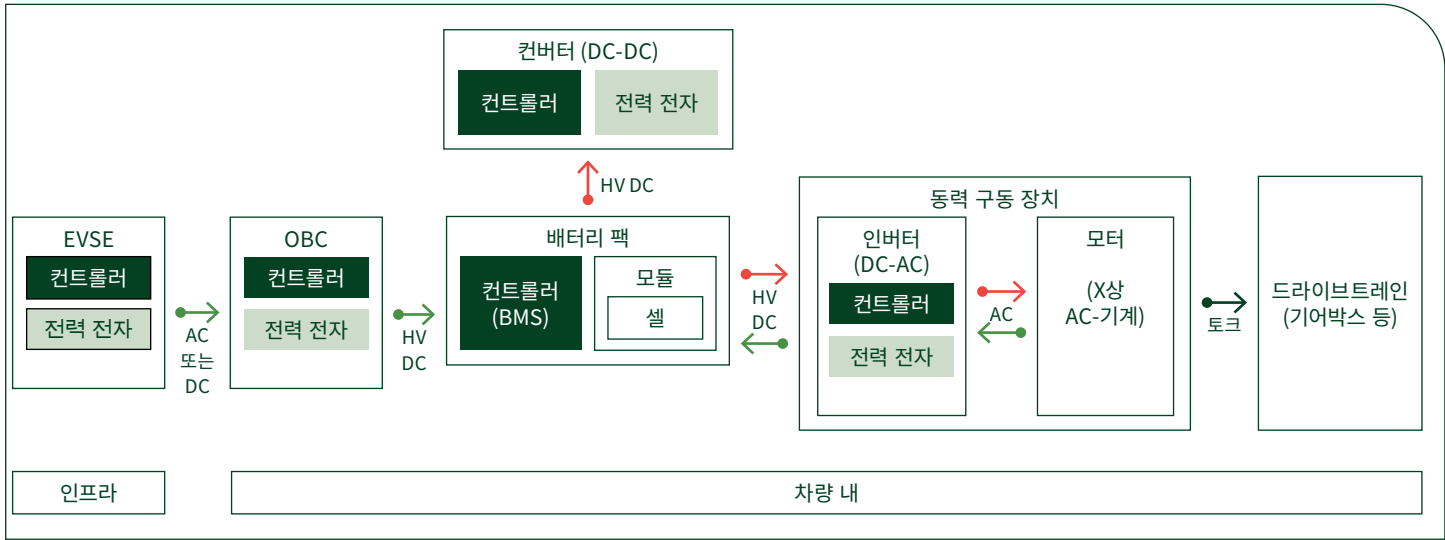 컨버터 (DC-DC)
컨트롤러
전력 전자
HV DC
EVSE
컨트롤러
전력 전자
AC
또는
DC
OBC
컨트롤러
전력 전자
HV
DC
배터리 팩
컨트롤러
(BMS)
모듈
셀
HV
DC
동력 구동 장치
인버터
(DC-AC)
컨트롤러
전력 전자
AC
모터
(X상
AC-기계)
토크
드라이브트레인
(기어박스 등)
인프라
차량 내